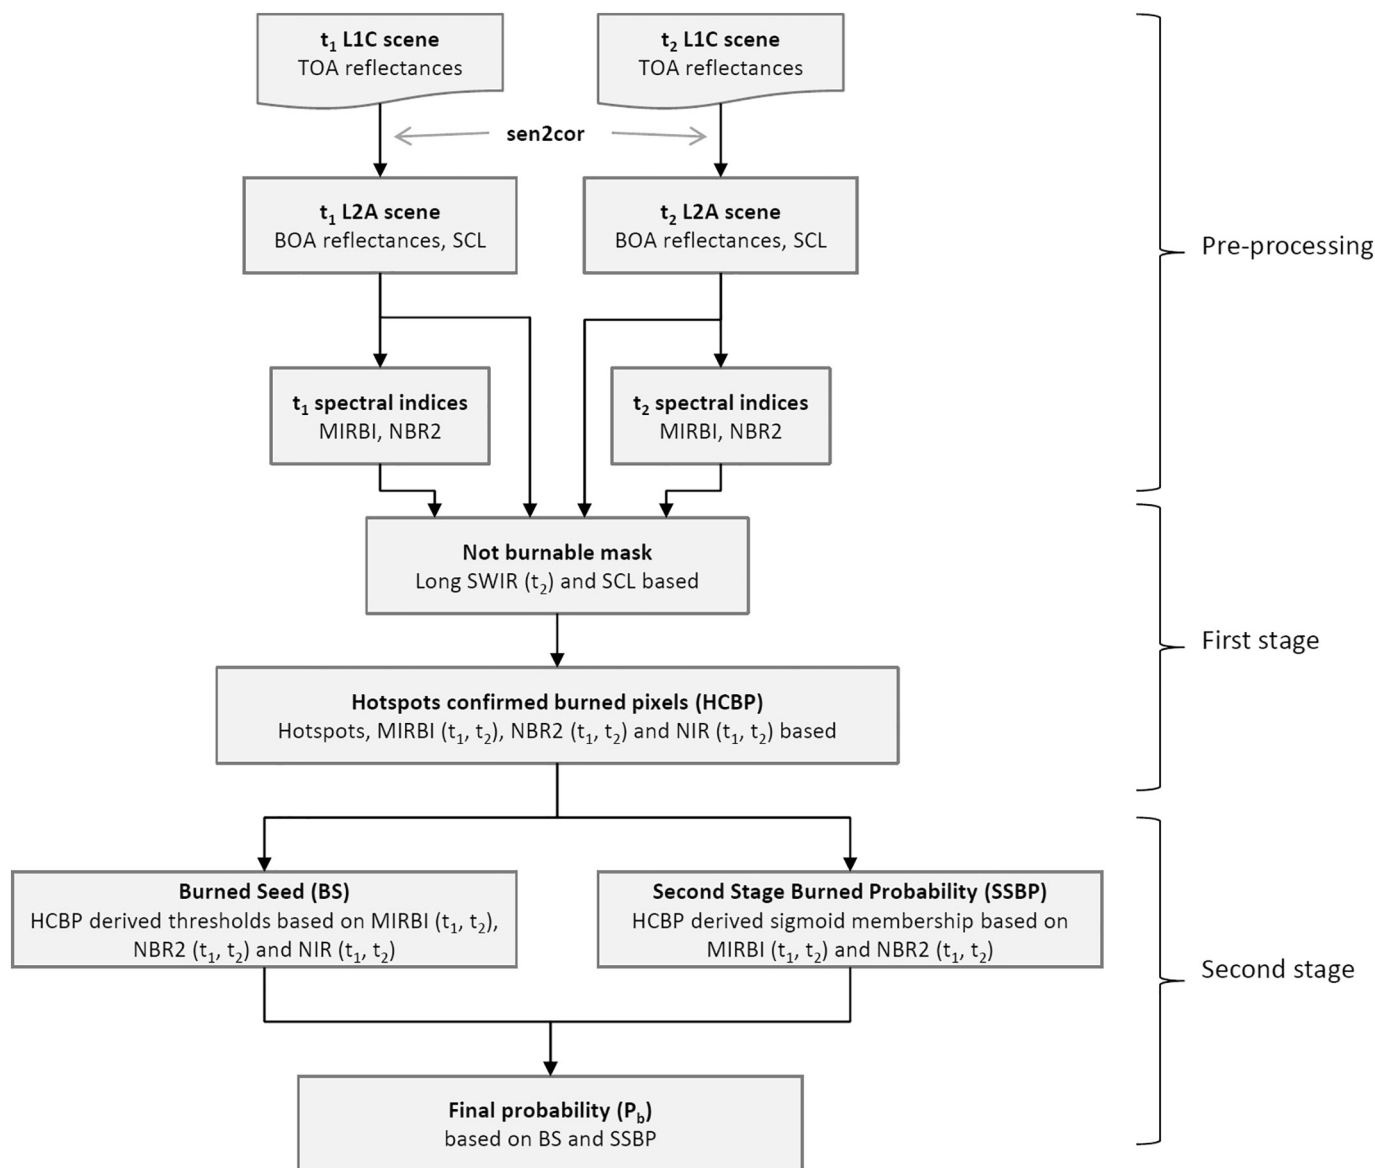 t1 L1C scene
TOA reflectances
t2 L1C scene
TOA reflectances
sen2cor
t1 L2A scene
BOA reflectances, SCL
t2 L2A scene
BOA reflectances, SCL
Pre-processing
t1 spectral indices
MIRBI, NBR2
t2 spectral indices
MIRBI, NBR2
Not burnable mask
Long SWIR (t2) and SCL based
First stage
Hotspots confirmed burned pixels (HCBP)
Hotspots, MIRBI (t1, t2), NBR2 (t1, t2) and NIR (t1, t2) based
Burned Seed (BS)
HCBP derived thresholds based on MIRBI (t1, t2),
NBR2 (t1, t2) and NIR (t1, t2)
Second Stage Burned Probability (SSBP)
HCBP derived sigmoid membership based on
MIRBI (t1, t2) and NBR2 (t1, t2)
Second stage
Final probability (Pb)
based on BS and SSBP